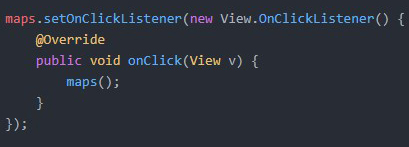 maps.setOnClickListener(new View.OnClickListener() {
    @Override
    public void onClick(View v) {
        maps();
    }
});